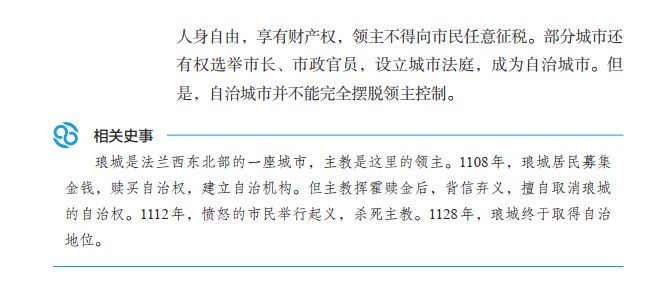 人身自由，享有财产权，领主不得向市民任意征税。部分城市还
有权选举市长、市政官员，设立城市法庭，成为自治城市。但
是，自治城市并不能完全摆脱领主控制。
相关史事
琅城是法兰西东北部的一座城市，主教是这里的领主。1108年，琅城居民募集
金钱，赎买自治权，建立自治机构。但主教挥霍赎金后，背信弃义，擅自取消琅城
的自治权。1112年，愤怒的市民举行起义，杀死主教。1128年，琅城终于取得自治
地位。